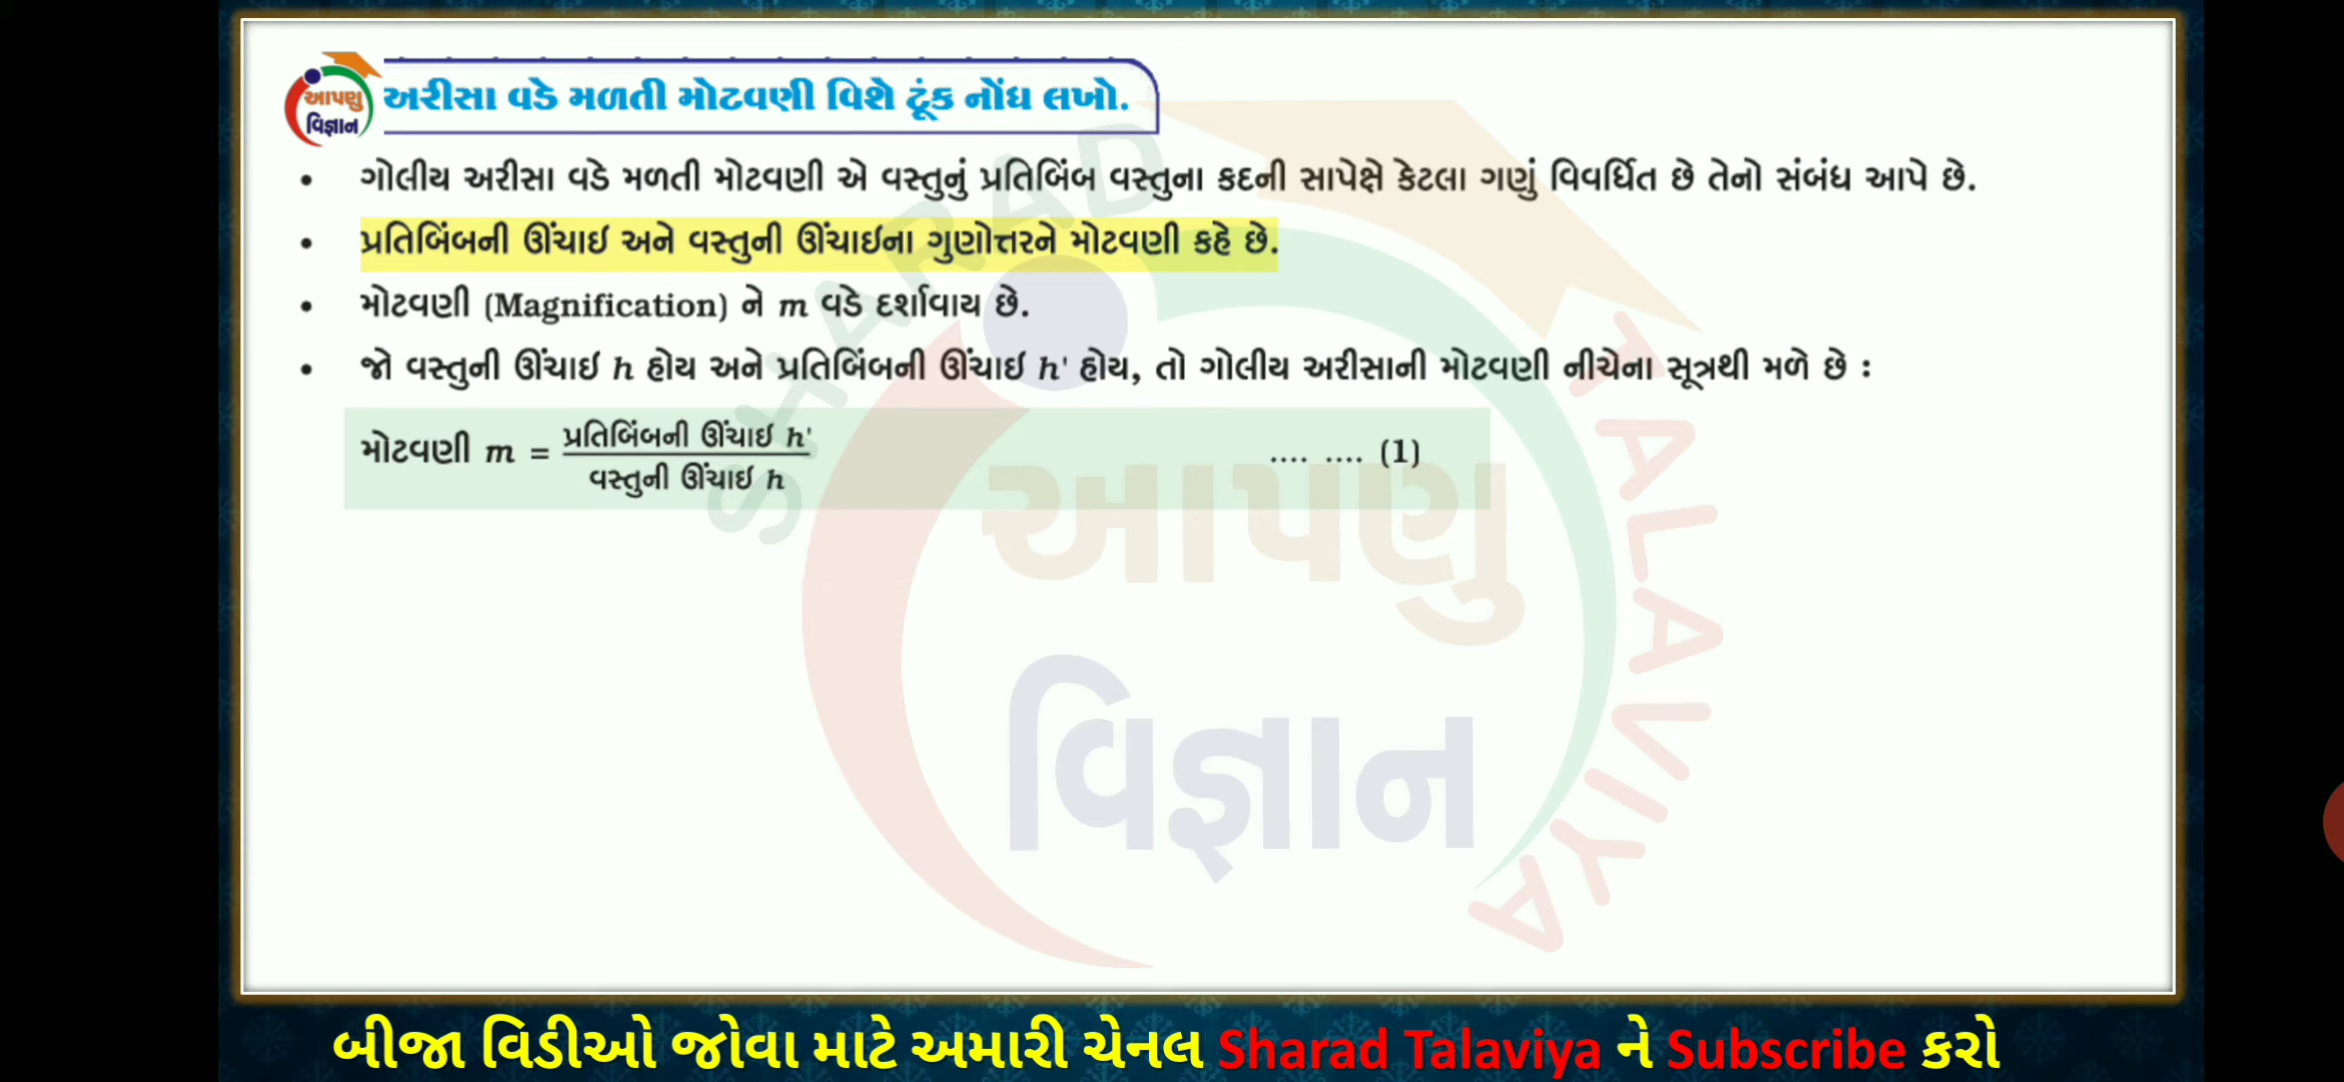 આપણુ
વિજ્ઞાન
અરીસા વડે મળતી મોટવણી વિશે ટૂંક નોંધ લખો.
• ગોલીય અરીસા વડે મળતી મોટવણી એ વસ્તુનું પ્રતિબિંબ વસ્તુના કદની સાપેક્ષે કેટલા ગણું વિવર્ધિત છે તેનો સંબંધ આપે છે.
• પ્રતિબિંબની ઊંચાઈ અને વસ્તુની ઊંચાઈના ગુણોત્તરને મોટવણી કહે છે.
• મોટવણી (Magnification) ને m વડે દર્શાવાય છે.
• જો વસ્તુની ઊંચાઈ h હોય અને પ્રતિબિંબની ઊંચાઈ h' હોય, તો ગોલીય અરીસાની મોટવણી નીચેના સૂત્રથી મળે છે :
મોટવણી m = પ્રતિબિંબની ઊંચાઈ h' / વસ્તુની ઊંચાઈ h .... .... (1)
SHARAD TALAVIYA
આપણુ
વિજ્ઞાન
બીજા વિડીઓ જોવા માટે અમારી ચેનલ Sharad Talaviya ને Subscribe કરો